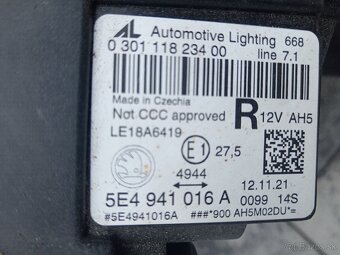 AL Automotive Lighting 668
0 301 118 234 00 line 7.1
Made in Czechia
Not CCC approved R 12V AH5
LE18A6419
E1 27,5
4944
12.11.21
5E4 941 016 A 0099 14S
#5E4941016A ###*900 AH5M02DU*=